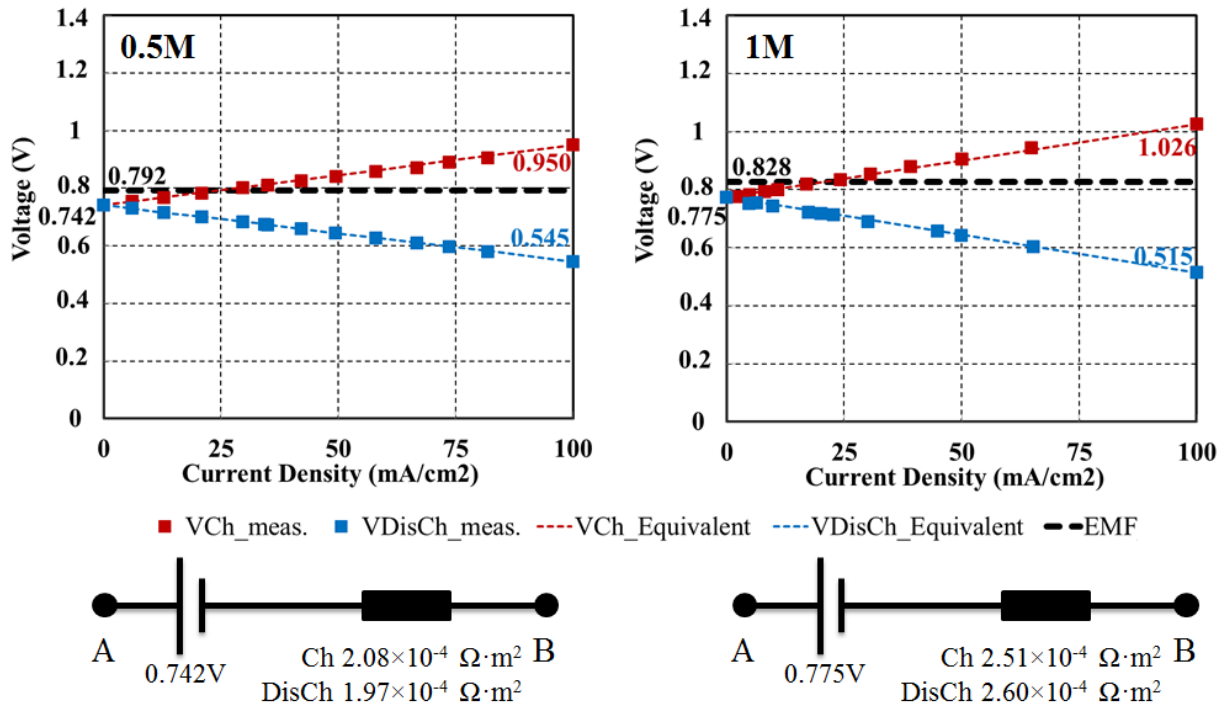 0.5M
1.4
1.2
1
0.8
0.6
0.4
0.2
0
Voltage (V)
0.792
0.742
0.950
0.545
0 25 50 75 100
Current Density (mA/cm2)
1M
1.4
1.2
1
0.8
0.6
0.4
0.2
0
Voltage (V)
0.828
0.775
1.026
0.515
0 25 50 75 100
Current Density (mA/cm2)
VCh_meas. VDisCh_meas. VCh_Equivalent VDisCh_Equivalent EMF
A B
0.742V
Ch 2.08×10⁻⁴ Ω·m²
DisCh 1.97×10⁻⁴ Ω·m²
A B
0.775V
Ch 2.51×10⁻⁴ Ω·m²
DisCh 2.60×10⁻⁴ Ω·m²